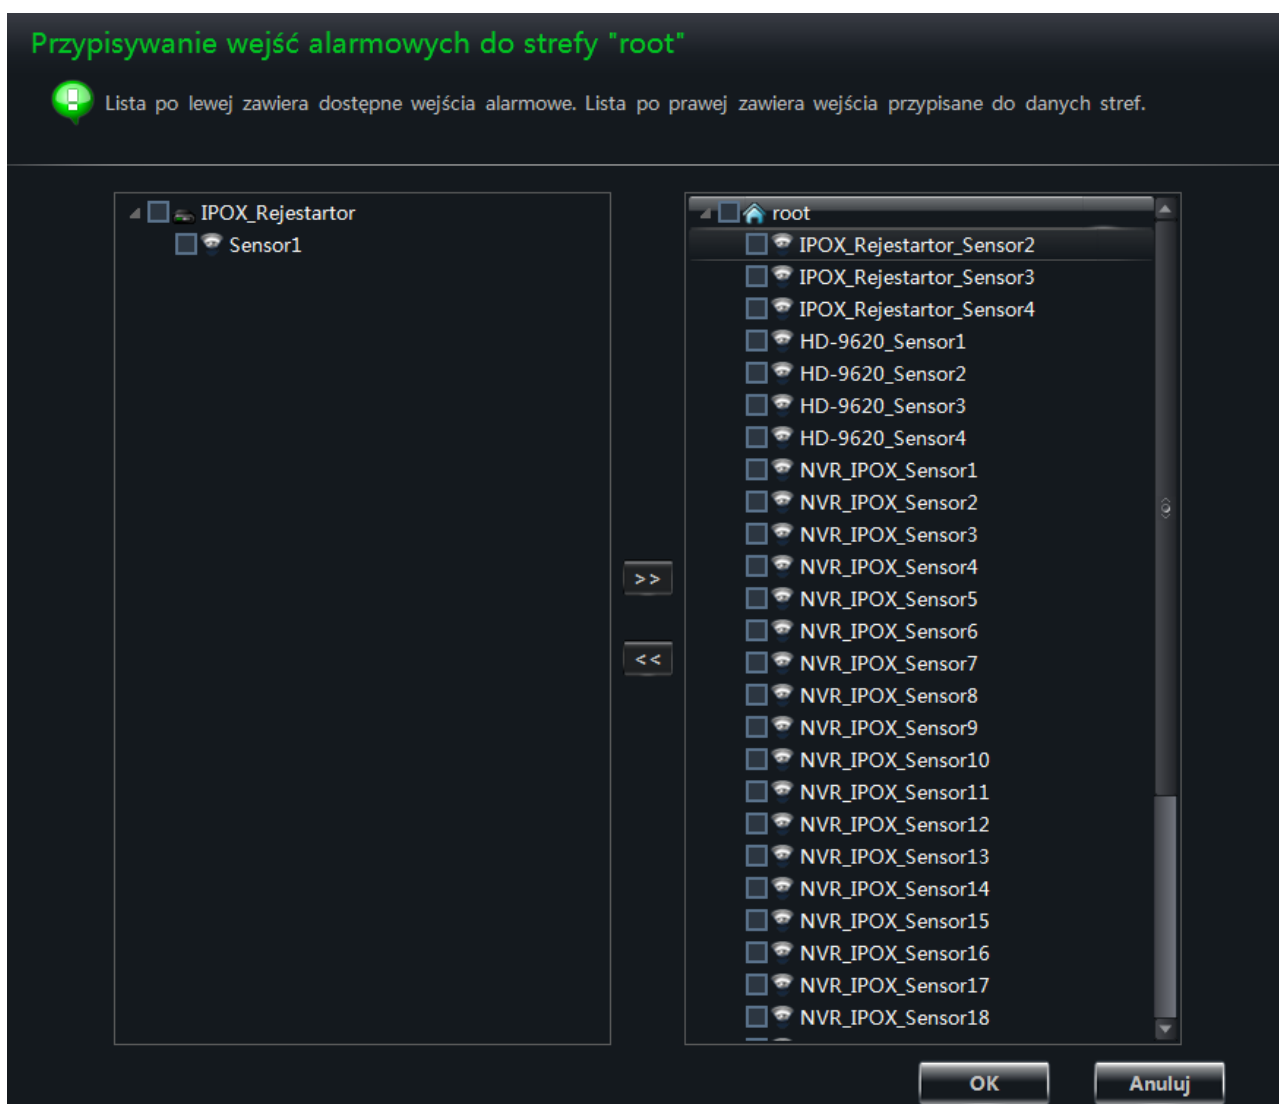 Przypisywanie wejść alarmowych do strefy "root"
Lista po lewej zawiera dostępne wejścia alarmowe. Lista po prawej zawiera wejścia przypisane do danych stref.
IPOX_Rejestartor
Sensor1
>>
<<
root
IPOX_Rejestartor_Sensor2
IPOX_Rejestartor_Sensor3
IPOX_Rejestartor_Sensor4
HD-9620_Sensor1
HD-9620_Sensor2
HD-9620_Sensor3
HD-9620_Sensor4
NVR_IPOX_Sensor1
NVR_IPOX_Sensor2
NVR_IPOX_Sensor3
NVR_IPOX_Sensor4
NVR_IPOX_Sensor5
NVR_IPOX_Sensor6
NVR_IPOX_Sensor7
NVR_IPOX_Sensor8
NVR_IPOX_Sensor9
NVR_IPOX_Sensor10
NVR_IPOX_Sensor11
NVR_IPOX_Sensor12
NVR_IPOX_Sensor13
NVR_IPOX_Sensor14
NVR_IPOX_Sensor15
NVR_IPOX_Sensor16
NVR_IPOX_Sensor17
NVR_IPOX_Sensor18
OK Anuluj